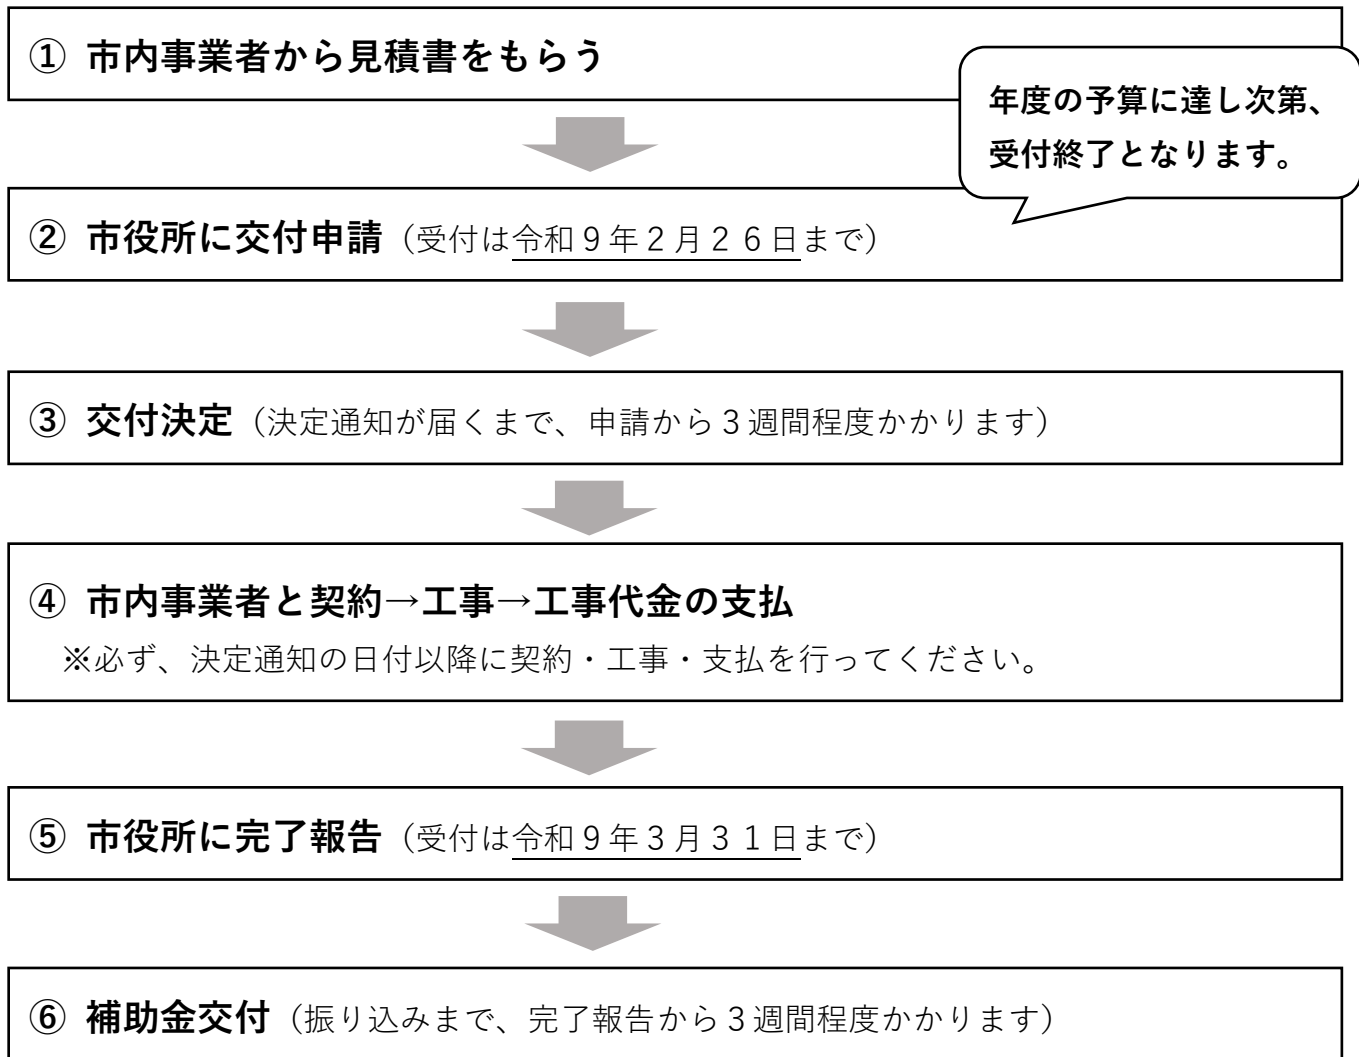 ① 市内事業者から見積書をもらう
年度の予算に達し次第、
受付終了となります。
② 市役所に交付申請（受付は令和９年２月２６日まで）
③ 交付決定（決定通知が届くまで、申請から３週間程度かかります）
④ 市内事業者と契約→工事→工事代金の支払
※必ず、決定通知の日付以降に契約・工事・支払を行ってください。
⑤ 市役所に完了報告（受付は令和９年３月３１日まで）
⑥ 補助金交付（振り込みまで、完了報告から３週間程度かかります）